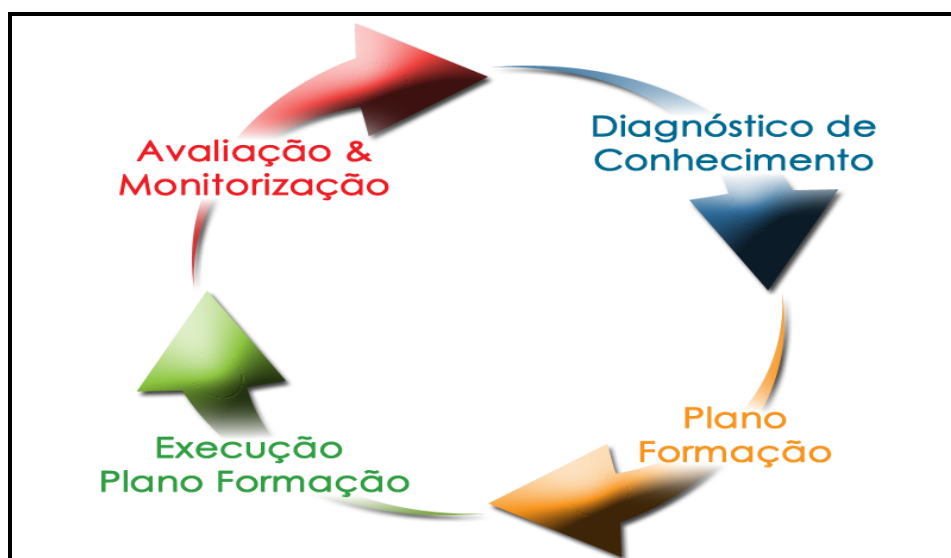 Avaliação &
Monitorização
Diagnóstico de
Conhecimento
Plano
Formação
Execução
Plano Formação